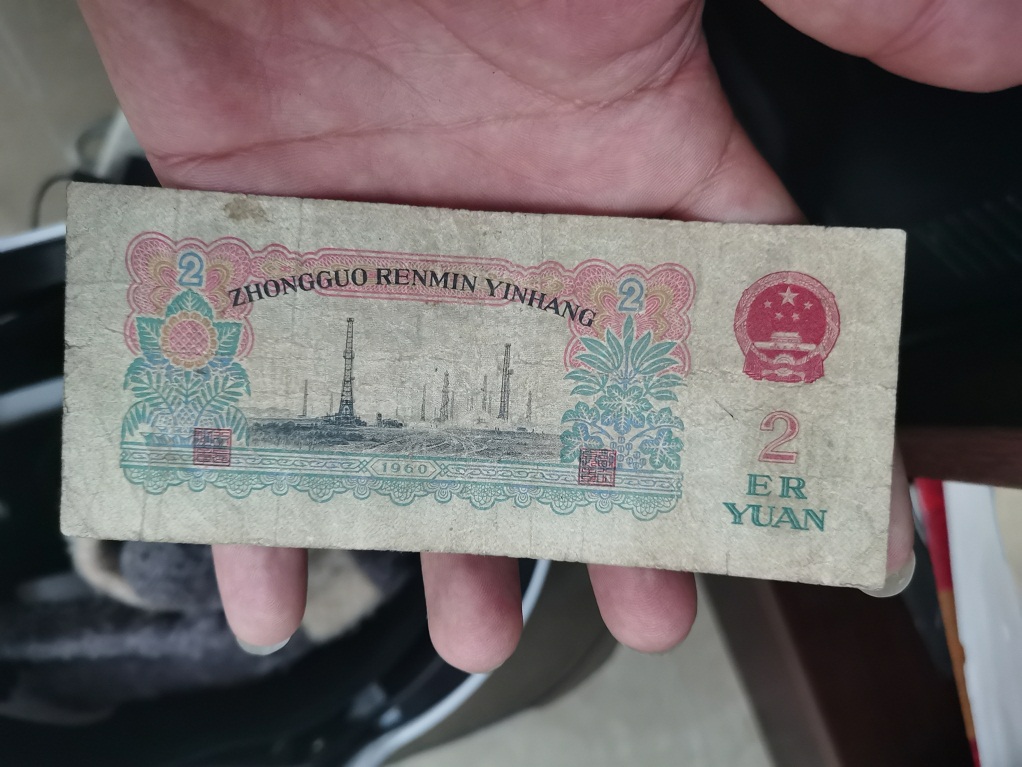 2
2
ZHONGGUO RENMIN YINHANG
1960
2
ER
YUAN